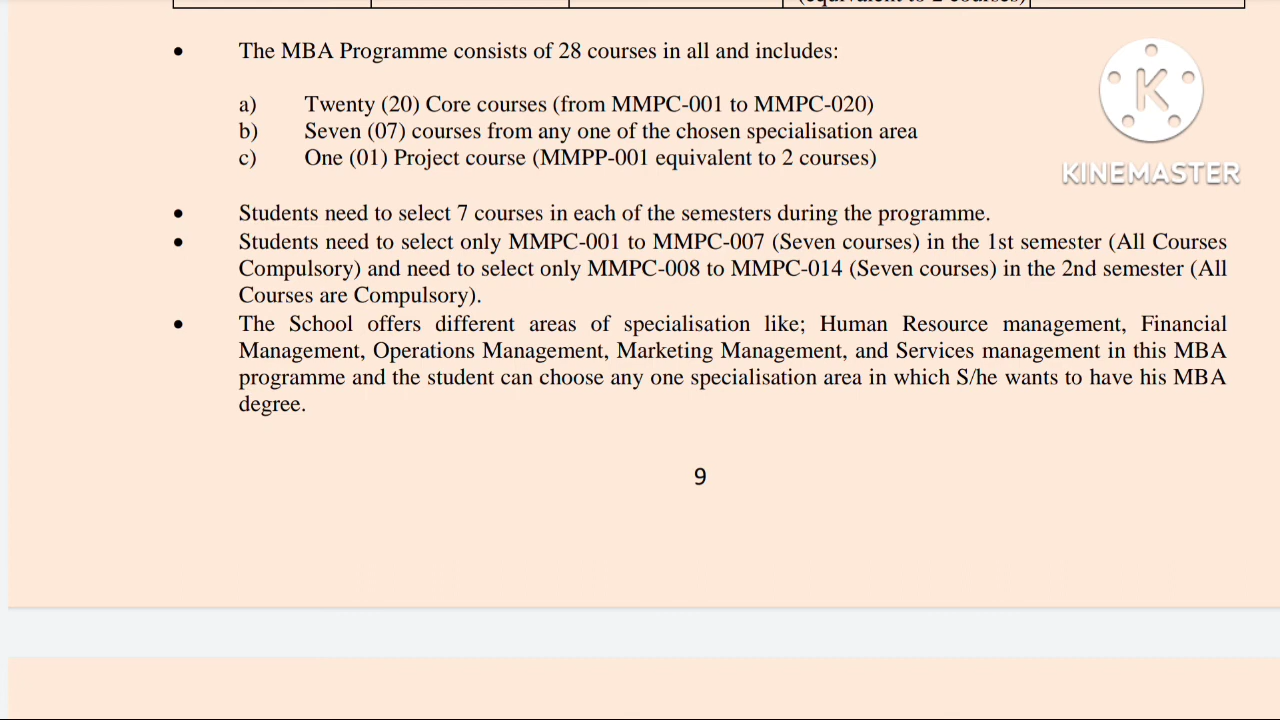 (equivalent to 2 courses)
• The MBA Programme consists of 28 courses in all and includes:
a) Twenty (20) Core courses (from MMPC-001 to MMPC-020)
b) Seven (07) courses from any one of the chosen specialisation area
c) One (01) Project course (MMPP-001 equivalent to 2 courses)
K
KINEMASTER
• Students need to select 7 courses in each of the semesters during the programme.
• Students need to select only MMPC-001 to MMPC-007 (Seven courses) in the 1st semester (All Courses
Compulsory) and need to select only MMPC-008 to MMPC-014 (Seven courses) in the 2nd semester (All
Courses are Compulsory).
• The School offers different areas of specialisation like; Human Resource management, Financial
Management, Operations Management, Marketing Management, and Services management in this MBA
programme and the student can choose any one specialisation area in which S/he wants to have his MBA
degree.
9